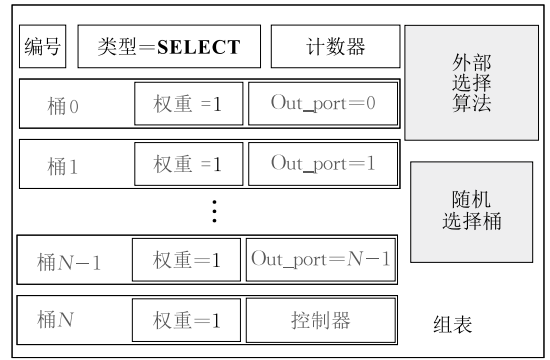 编号 类型=SELECT 计数器
外部
选择
算法
桶0 权重 =1 Out_port=0
桶1 权重 =1 Out_port=1
随机
选择桶
⋮
桶N−1 权重=1 Out_port=N−1
桶N 权重=1 控制器
组表